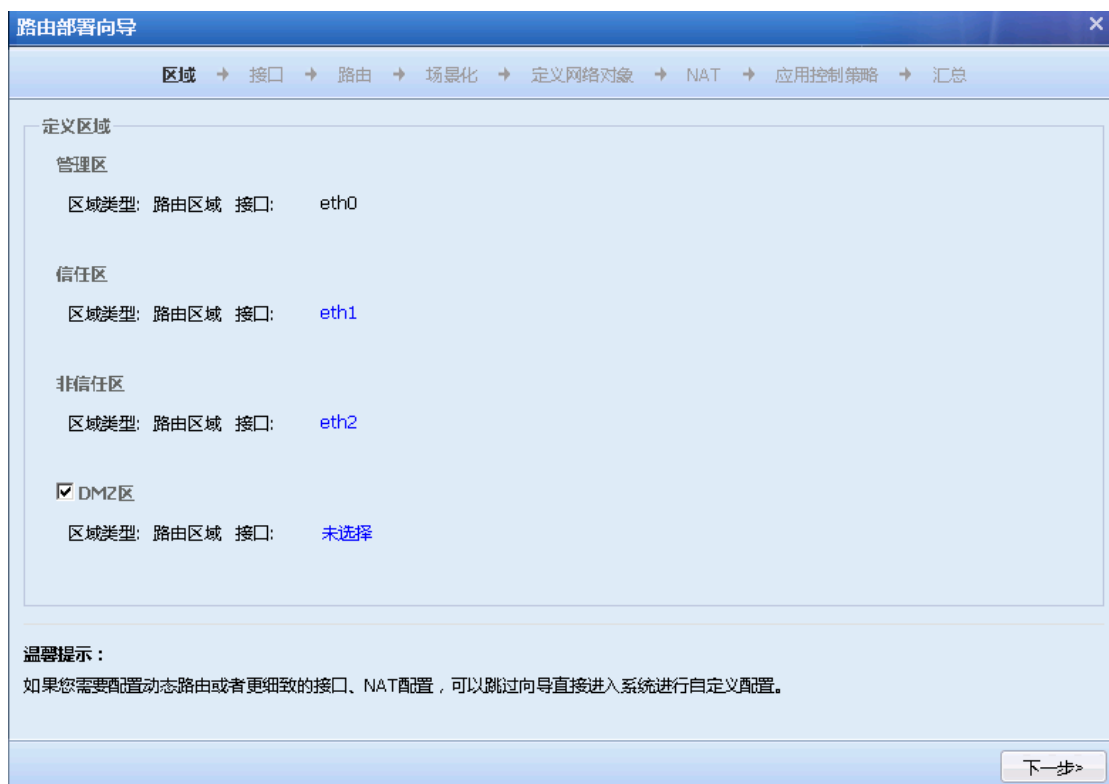 路由部署向导
区域 → 接口 → 路由 → 场景化 → 定义网络对象 → NAT → 应用控制策略 → 汇总
定义区域
管理区
区域类型: 路由区域 接口: eth0
信任区
区域类型: 路由区域 接口: eth1
非信任区
区域类型: 路由区域 接口: eth2
DMZ区
区域类型: 路由区域 接口: 未选择
温馨提示：
如果您需要配置动态路由或者更细致的接口、NAT配置，可以跳过向导直接进入系统进行自定义配置。
下一步>